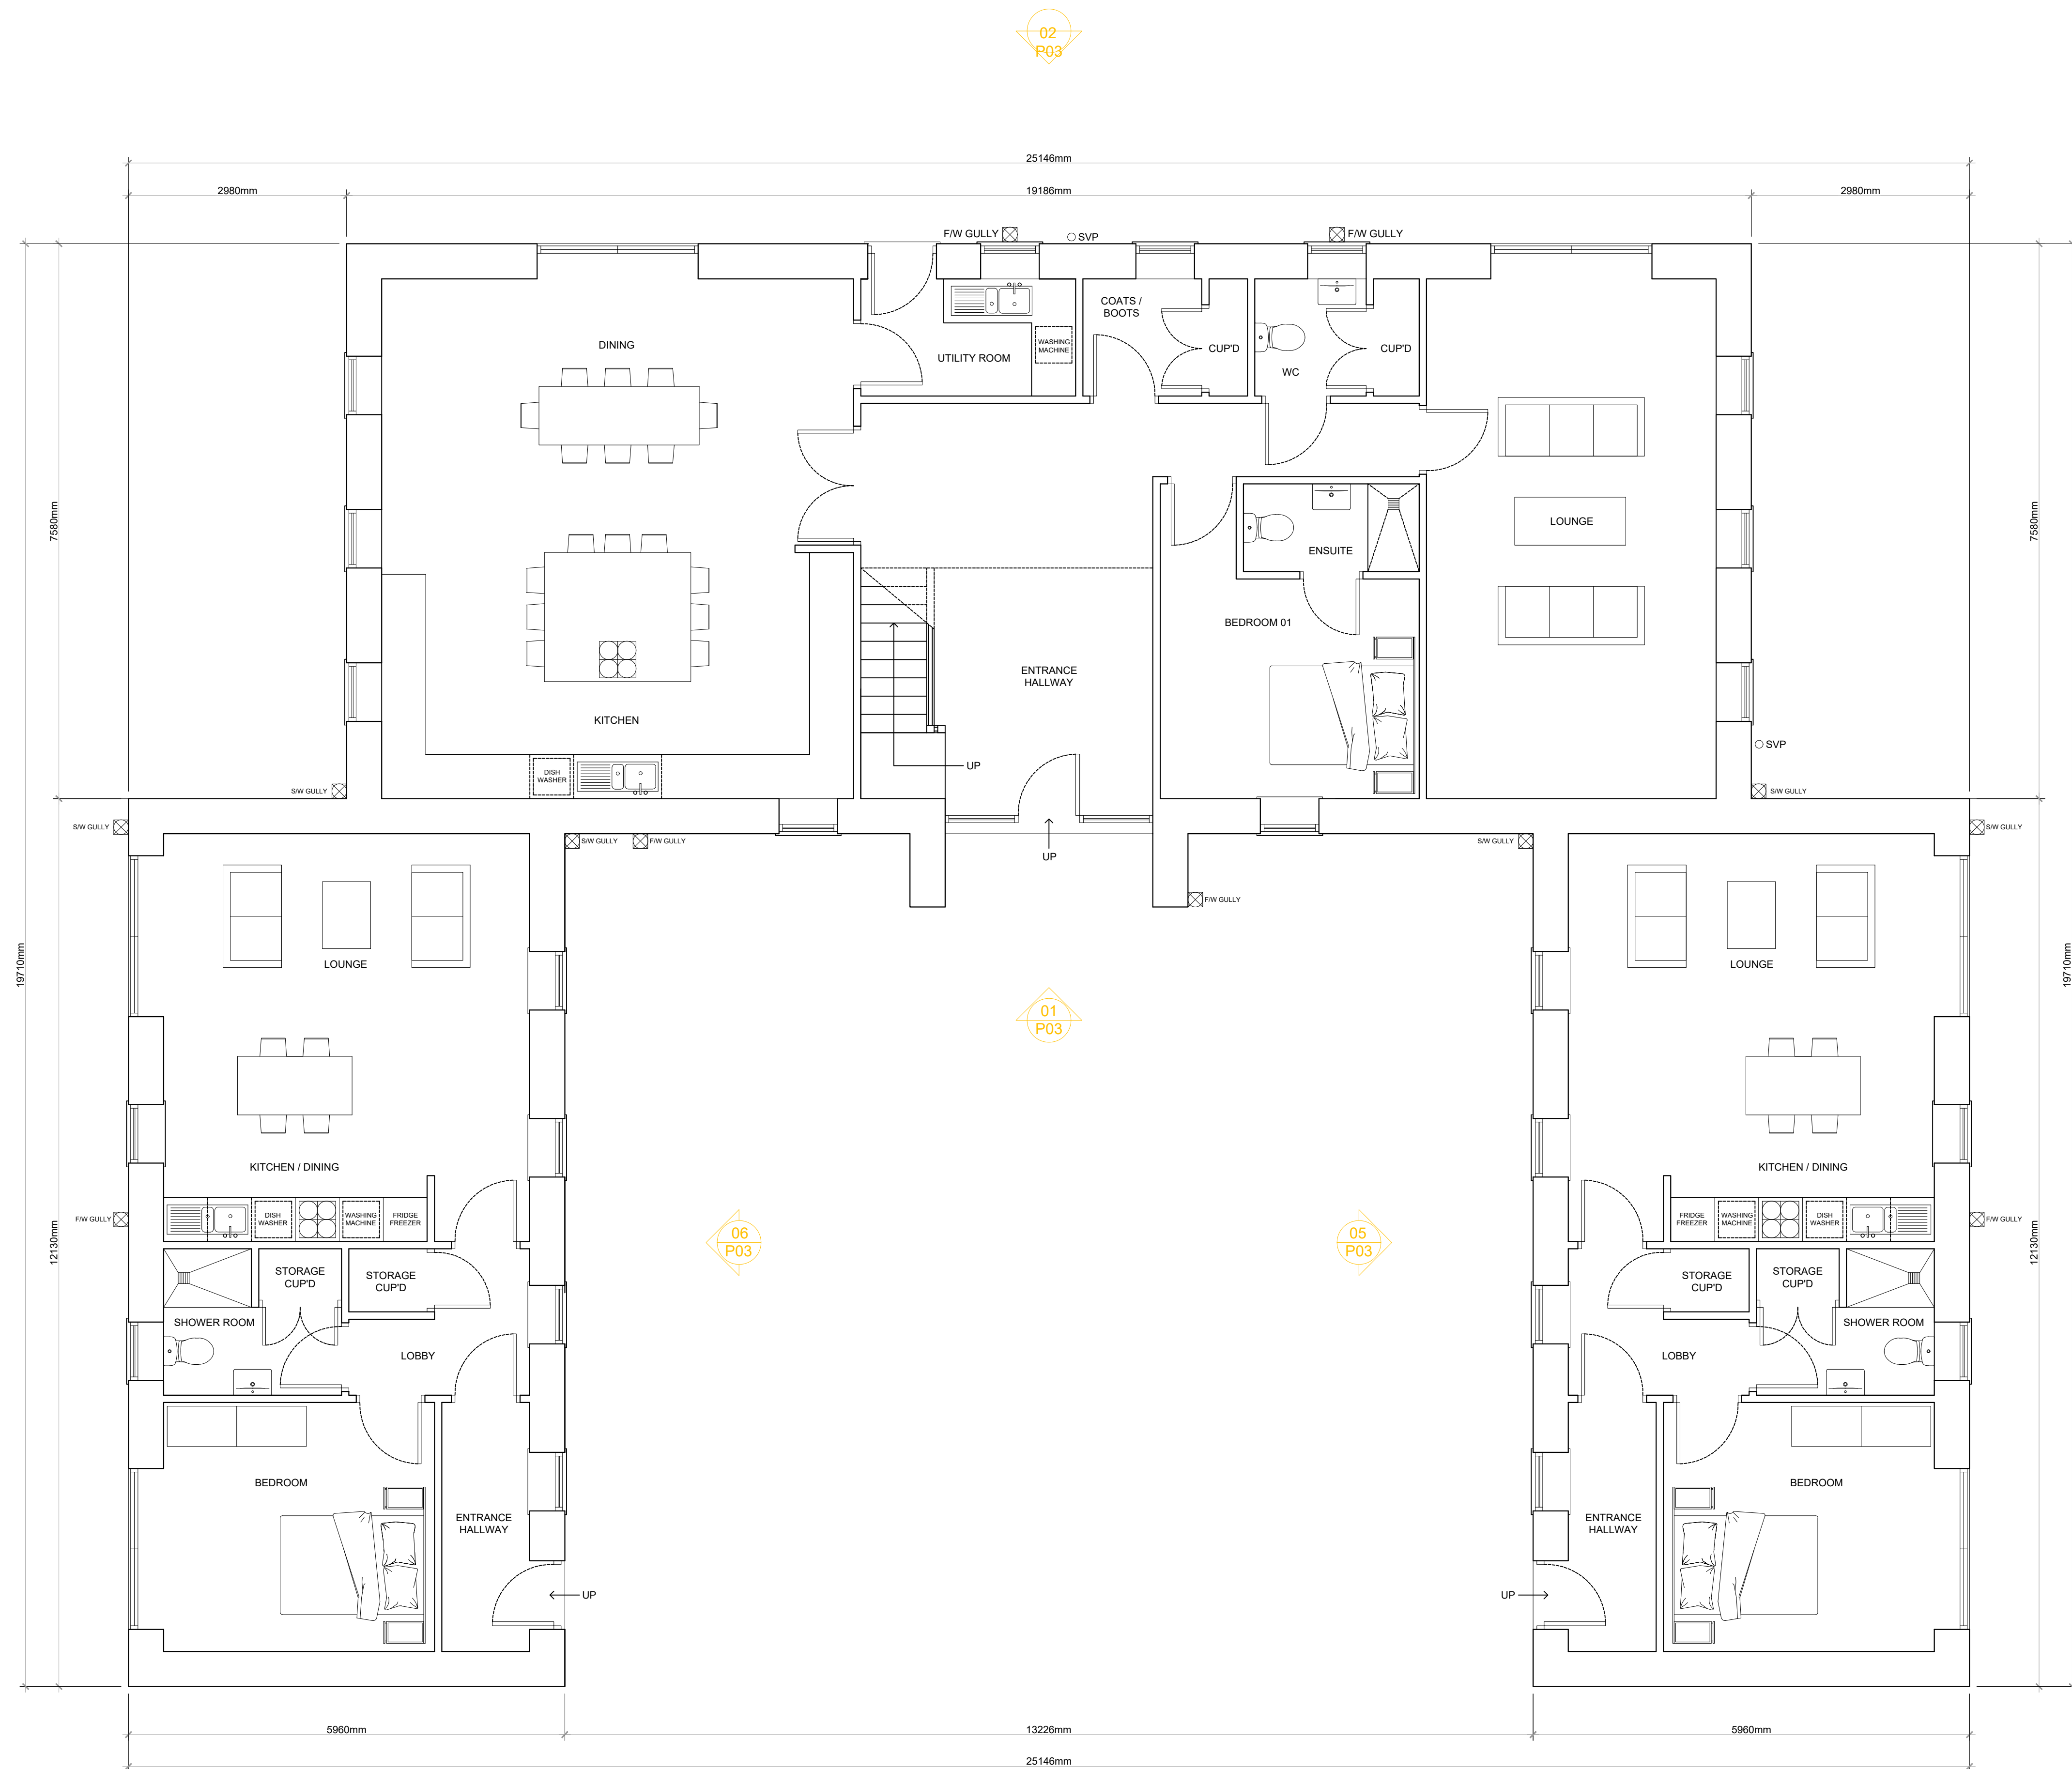 02
P03
25146mm
2980mm
19186mm
2980mm
F/W GULLY
SVP
F/W GULLY
COATS /
BOOTS
DINING
WASHING
MACHINE
UTILITY ROOM
CUP'D
CUP'D
WC
7580mm
7580mm
LOUNGE
ENSUITE
BEDROOM 01
ENTRANCE
HALLWAY
KITCHEN
SVP
UP
DISH
WASHER
S/W GULLY
S/W GULLY
S/W GULLY
S/W GULLY
S/W GULLY
F/W GULLY
S/W GULLY
UP
F/W GULLY
19710mm
19710mm
LOUNGE
LOUNGE
01
P03
KITCHEN / DINING
KITCHEN / DINING
F/W GULLY
DISH
WASHER
WASHING
MACHINE
FRIDGE
FREEZER
FRIDGE
FREEZER
WASHING
MACHINE
DISH
WASHER
F/W GULLY
12130mm
12130mm
06
P03
05
P03
STORAGE
CUP'D
STORAGE
CUP'D
STORAGE
CUP'D
STORAGE
CUP'D
SHOWER ROOM
SHOWER ROOM
LOBBY
LOBBY
BEDROOM
BEDROOM
ENTRANCE
HALLWAY
ENTRANCE
HALLWAY
UP
UP
5960mm
13226mm
5960mm
25146mm